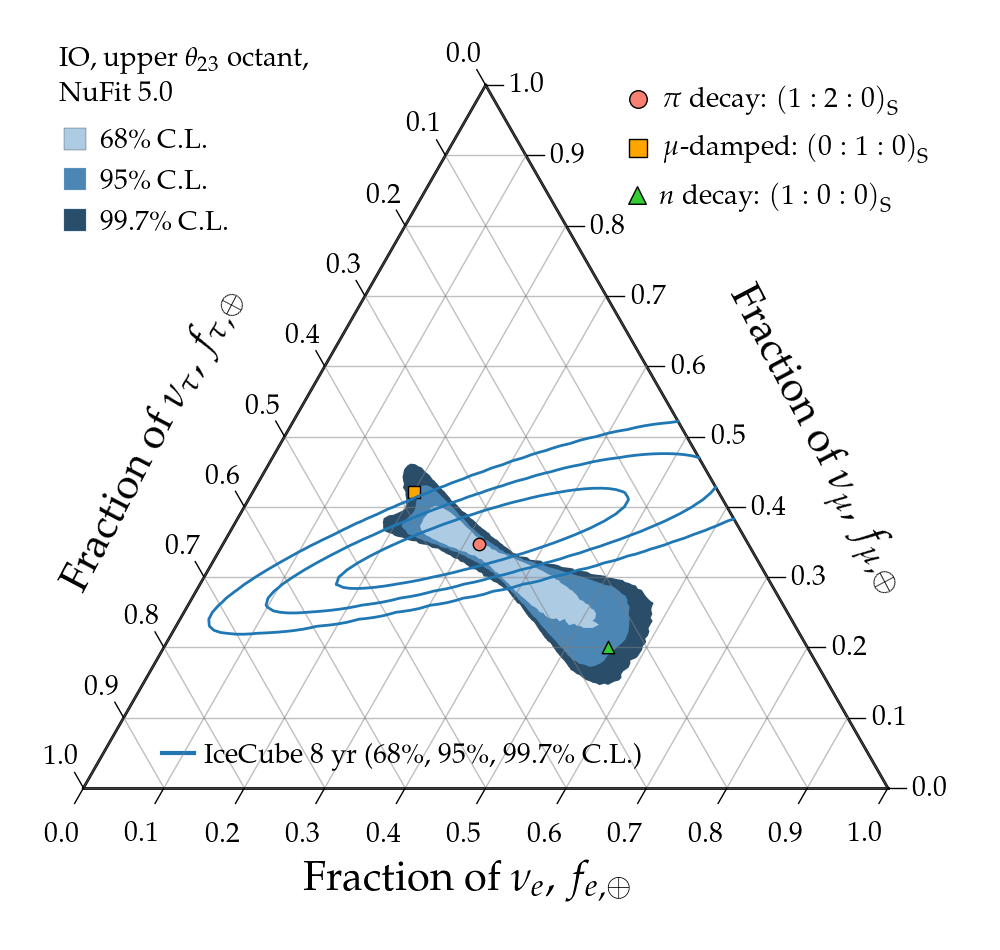 IO, upper θ₂₃ octant,
NuFit 5.0
68% C.L.
95% C.L.
99.7% C.L.
π decay: (1 : 2 : 0)S
μ-damped: (0 : 1 : 0)S
n decay: (1 : 0 : 0)S
0.0
0.1
0.2
0.3
0.4
0.5
0.6
0.7
0.8
0.9
1.0
Fraction of ντ, fτ,⊕
1.0
0.9
0.8
0.7
0.6
0.5
0.4
0.3
0.2
0.1
0.0
Fraction of νμ, fμ,⊕
IceCube 8 yr (68%, 95%, 99.7% C.L.)
0.0 0.1 0.2 0.3 0.4 0.5 0.6 0.7 0.8 0.9 1.0
Fraction of νe, fe,⊕